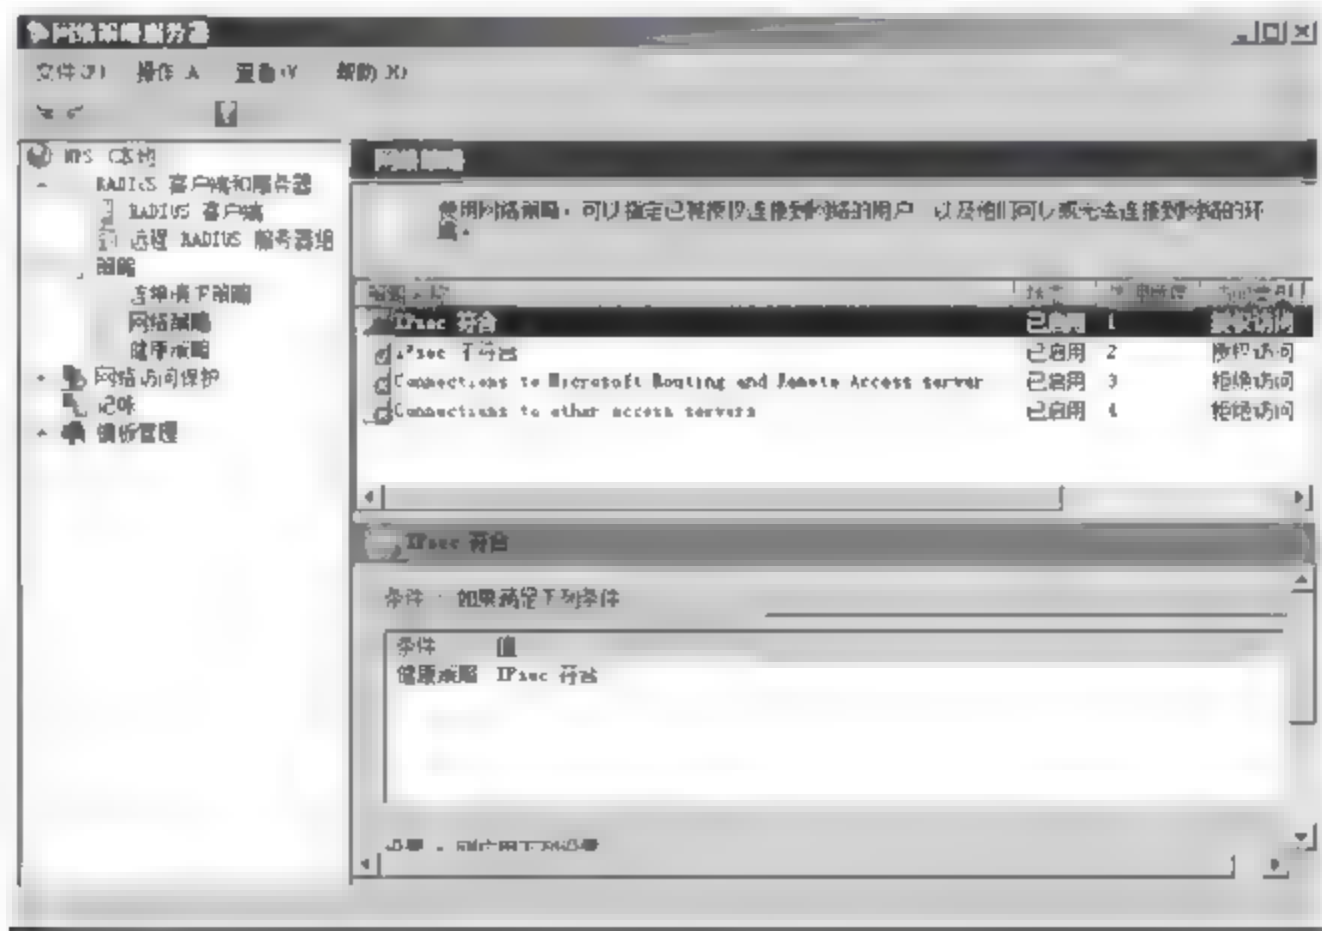 网络策略服务器
文件(F) 操作(A) 查看(V) 帮助(H)
NPS (本地)
RADIUS 客户端和服务器
RADIUS 客户端
远程 RADIUS 服务器组
策略
连接请求策略
网络策略
健康策略
网络访问保护
记帐
模板管理
网络策略
使用网络策略，可以指定已被授权连接到网络的用户，以及他们可以或无法连接到网络的环
境。
策略名称 状态 处理顺序 访问类型
IPsec 符合 已启用 1 授权访问
IPsec 不符合 已启用 2 授权访问
Connections to Microsoft Routing and Remote Access server 已启用 3 拒绝访问
Connections to other access servers 已启用 4 拒绝访问
IPsec 符合
条件 - 如果满足下列条件
条件 值
健康策略 IPsec 符合